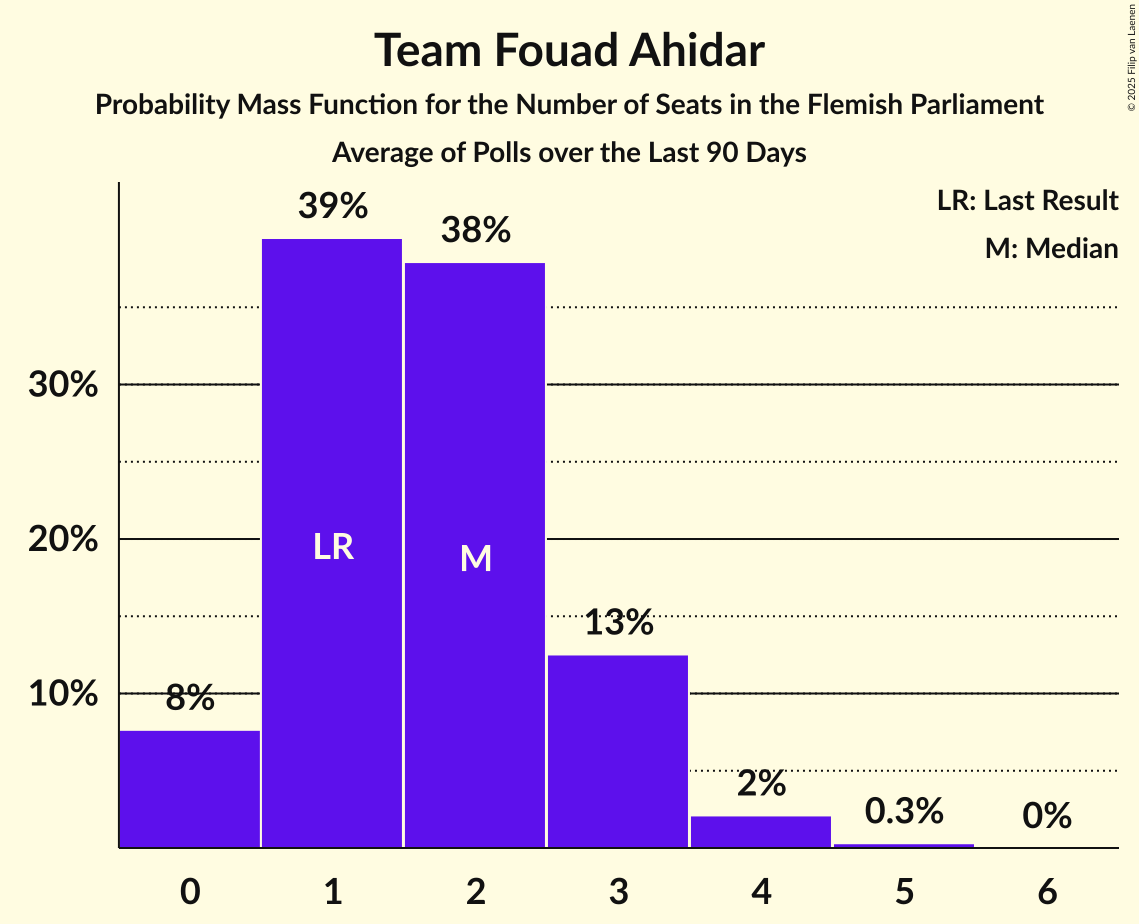 Team Fouad Ahidar
Probability Mass Function for the Number of Seats in the Flemish Parliament
Average of Polls over the Last 90 Days
© 2025 Filip van Laenen
LR: Last Result
M: Median
39%
38%
30%
20%
10%
LR
M
8%
13%
2%
0.3%
0%
0 1 2 3 4 5 6